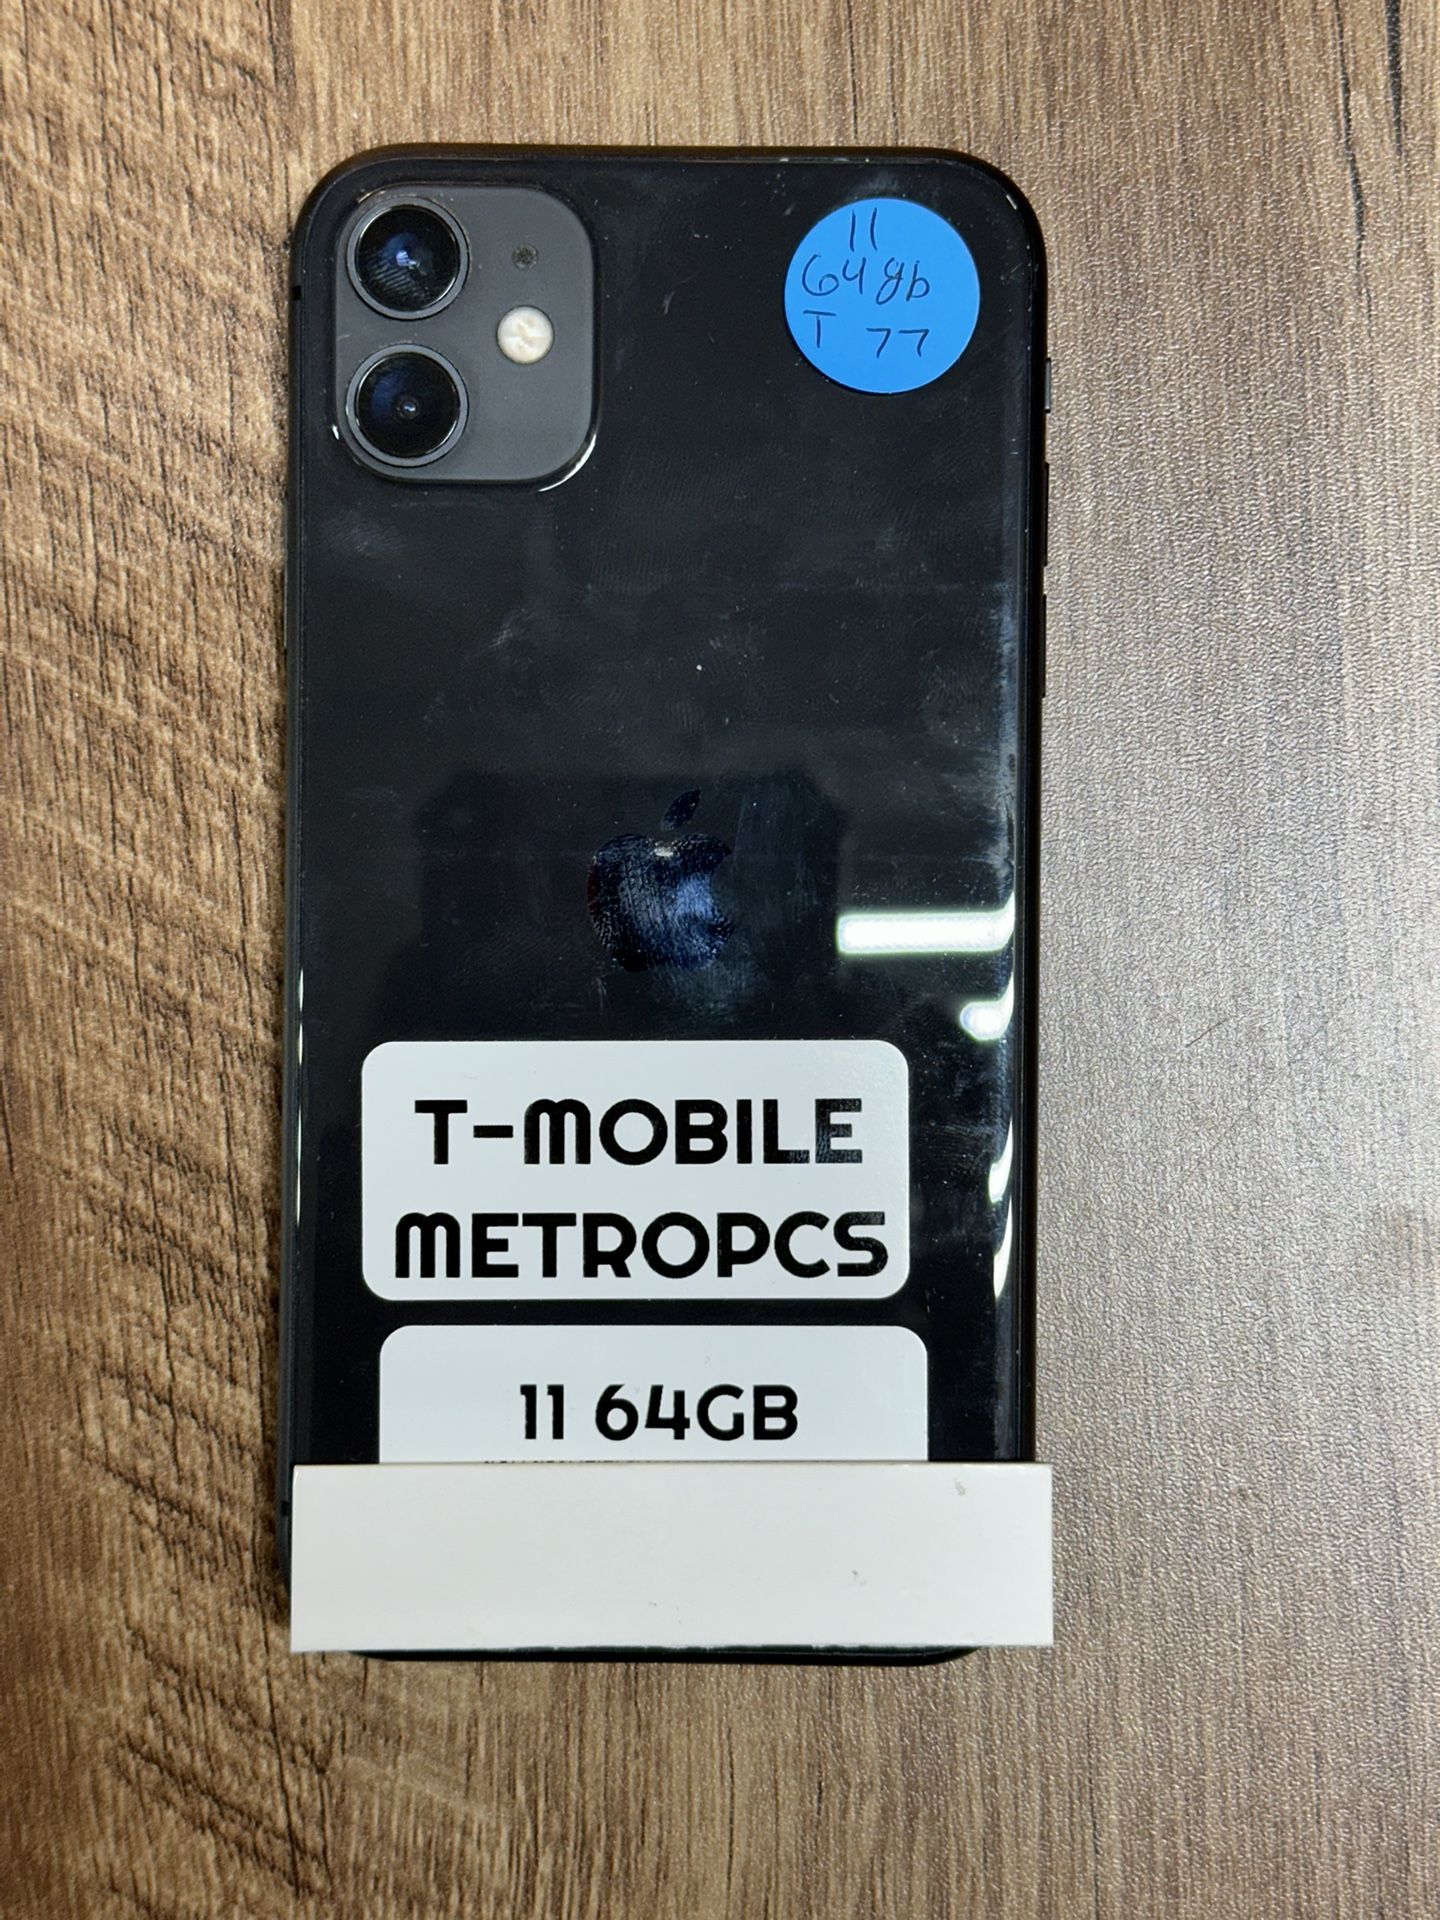 11
64gb
T 77
T-MOBILE
METROPCS
11 64GB